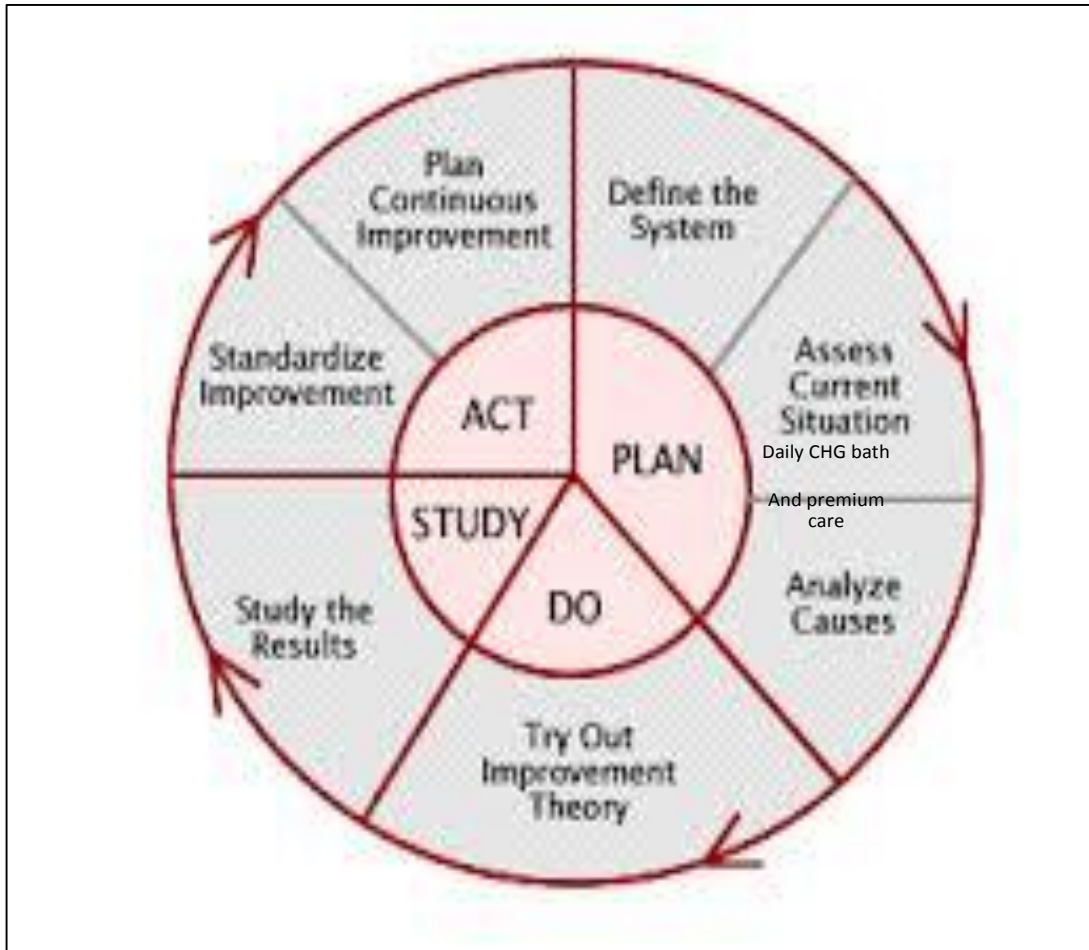 Plan
Continuous
Improvement
Define the
System
Standardize
Improvement
ACT
PLAN
Assess
Current
Situation
Daily CHG bath
And premium
care
STUDY
DO
Analyze
Causes
Study the
Results
Try Out
Improvement
Theory